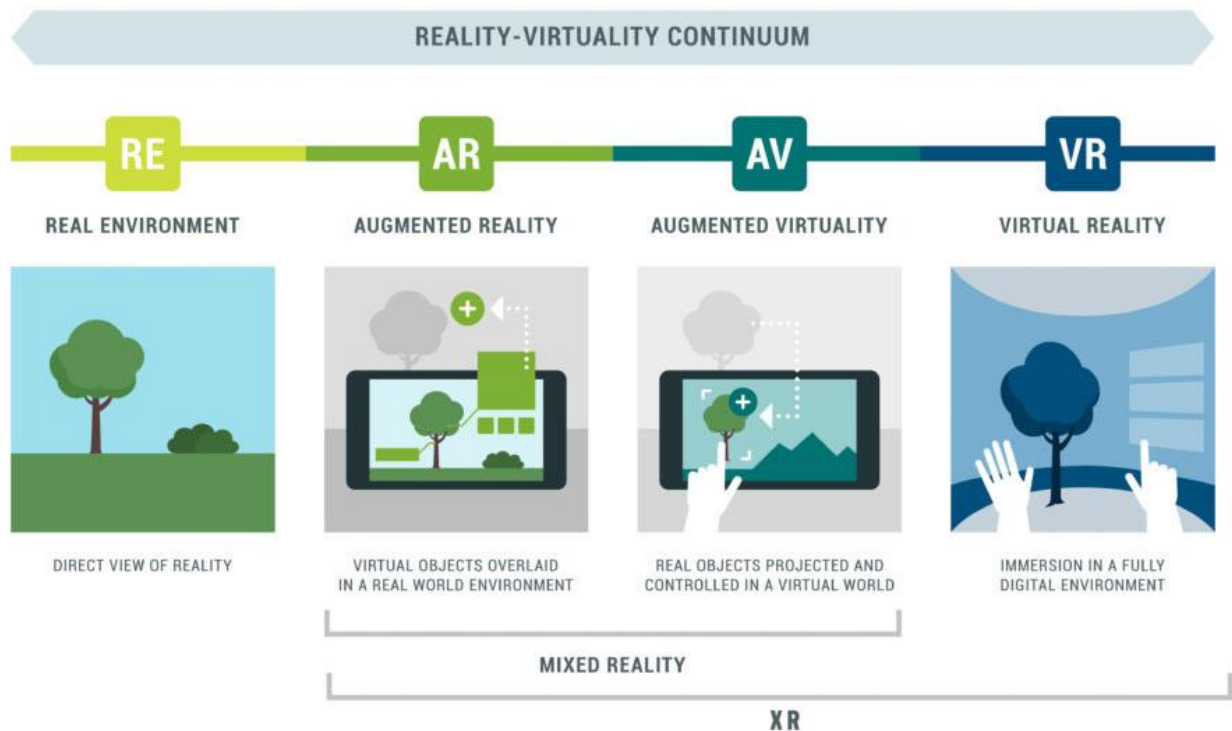 REALITY-VIRTUALITY CONTINUUM
RE
AR
AV
VR
REAL ENVIRONMENT
AUGMENTED REALITY
AUGMENTED VIRTUALITY
VIRTUAL REALITY
DIRECT VIEW OF REALITY
VIRTUAL OBJECTS OVERLAID
IN A REAL WORLD ENVIRONMENT
REAL OBJECTS PROJECTED AND
CONTROLLED IN A VIRTUAL WORLD
IMMERSION IN A FULLY
DIGITAL ENVIRONMENT
MIXED REALITY
XR